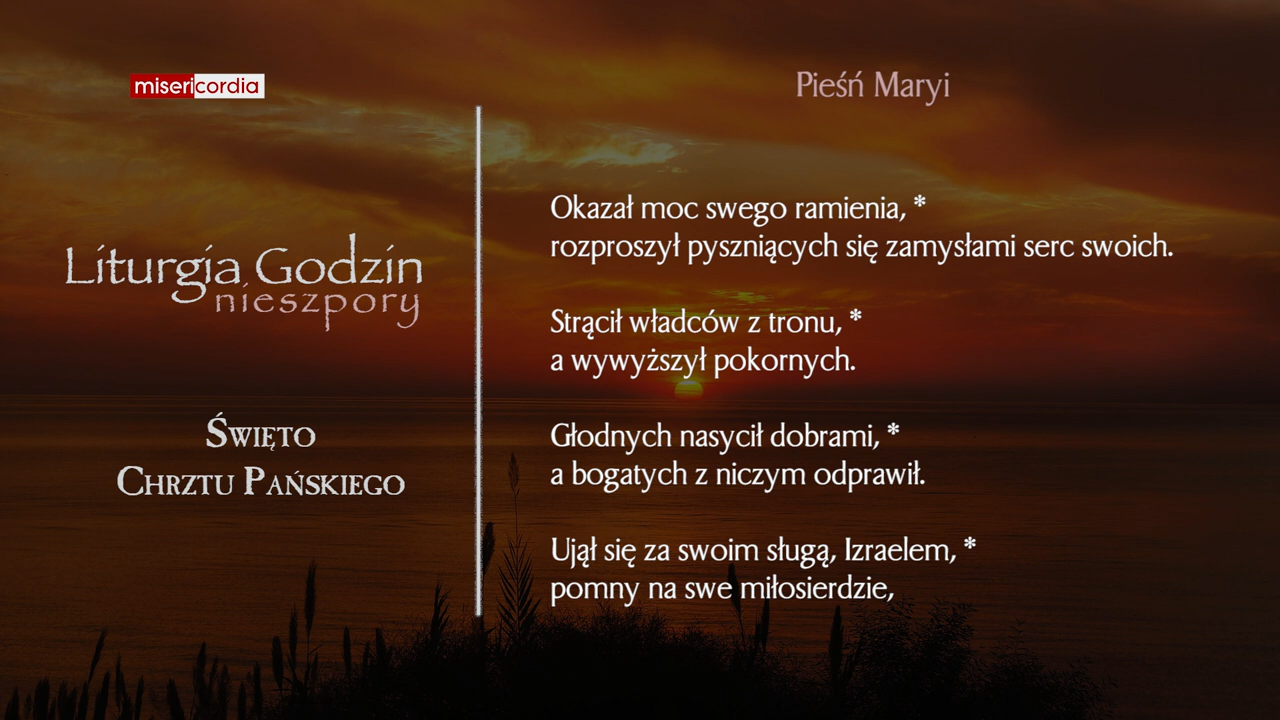 misericordia
Liturgia Godzin
nieszpory
Święto
Chrztu Pańskiego
Pieśń Maryi
Okazał moc swego ramienia, *
rozproszył pyszniących się zamysłami serc swoich.
Strącił władców z tronu, *
a wywyższył pokornych.
Głodnych nasycił dobrami, *
a bogatych z niczym odprawił.
Ujął się za swoim sługą, Izraelem, *
pomny na swe miłosierdzie,